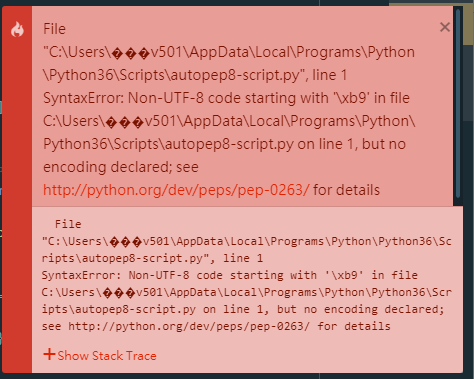 File
"C:\Users\���v501\AppData\Local\Programs\Python
\Python36\Scripts\autopep8-script.py", line 1
SyntaxError: Non-UTF-8 code starting with '\xb9' in file
C:\Users\���v501\AppData\Local\Programs\Python\
Python36\Scripts\autopep8-script.py on line 1, but no
encoding declared; see
http://python.org/dev/peps/pep-0263/ for details
File
"C:\Users\���v501\AppData\Local\Programs\Python\Python36\Sc
ripts\autopep8-script.py", line 1
SyntaxError: Non-UTF-8 code starting with '\xb9' in file
C:\Users\���v501\AppData\Local\Programs\Python\Python36\Scr
ipts\autopep8-script.py on line 1, but no encoding declared;
see http://python.org/dev/peps/pep-0263/ for details
+Show Stack Trace